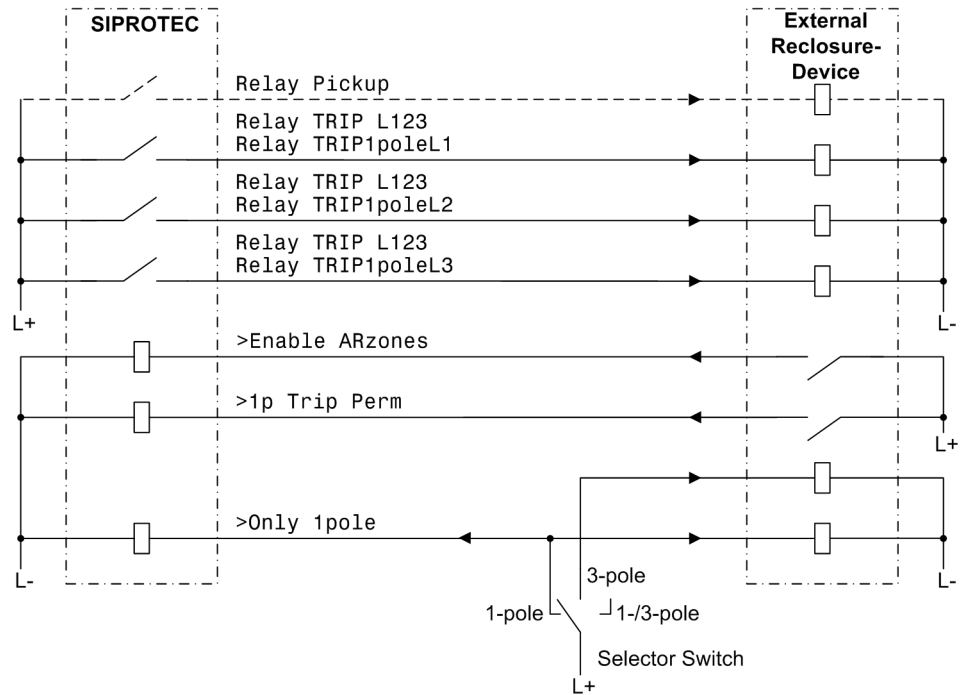 SIPROTEC
External
Reclosure-
Device
Relay Pickup
Relay TRIP L123
Relay TRIP1poleL1
Relay TRIP L123
Relay TRIP1poleL2
Relay TRIP L123
Relay TRIP1poleL3
L+
L-
>Enable ARzones
>1p Trip Perm
L+
>Only 1pole
L-
L-
3-pole
1-pole
1-/3-pole
Selector Switch
L+